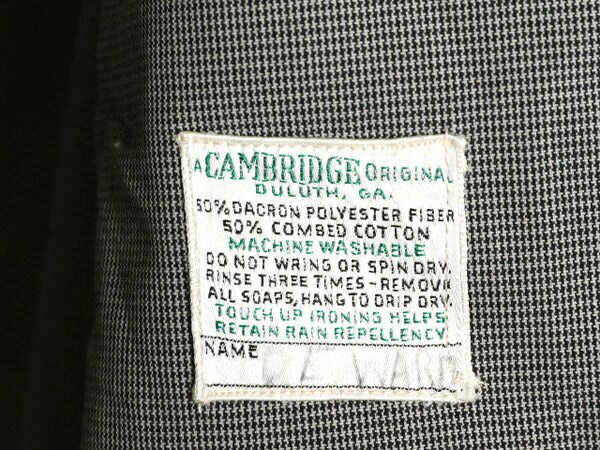 A CAMBRIDGE ORIGINAL
DULUTH, GA.
50% DACRON POLYESTER FIBER
50% COMBED COTTON
MACHINE WASHABLE
DO NOT WRING OR SPIN DRY.
RINSE THREE TIMES - REMOVE
ALL SOAPS, HANG TO DRIP DRY.
TOUCH UP IRONING HELPS
RETAIN RAIN REPELLENCY
NAME WARD